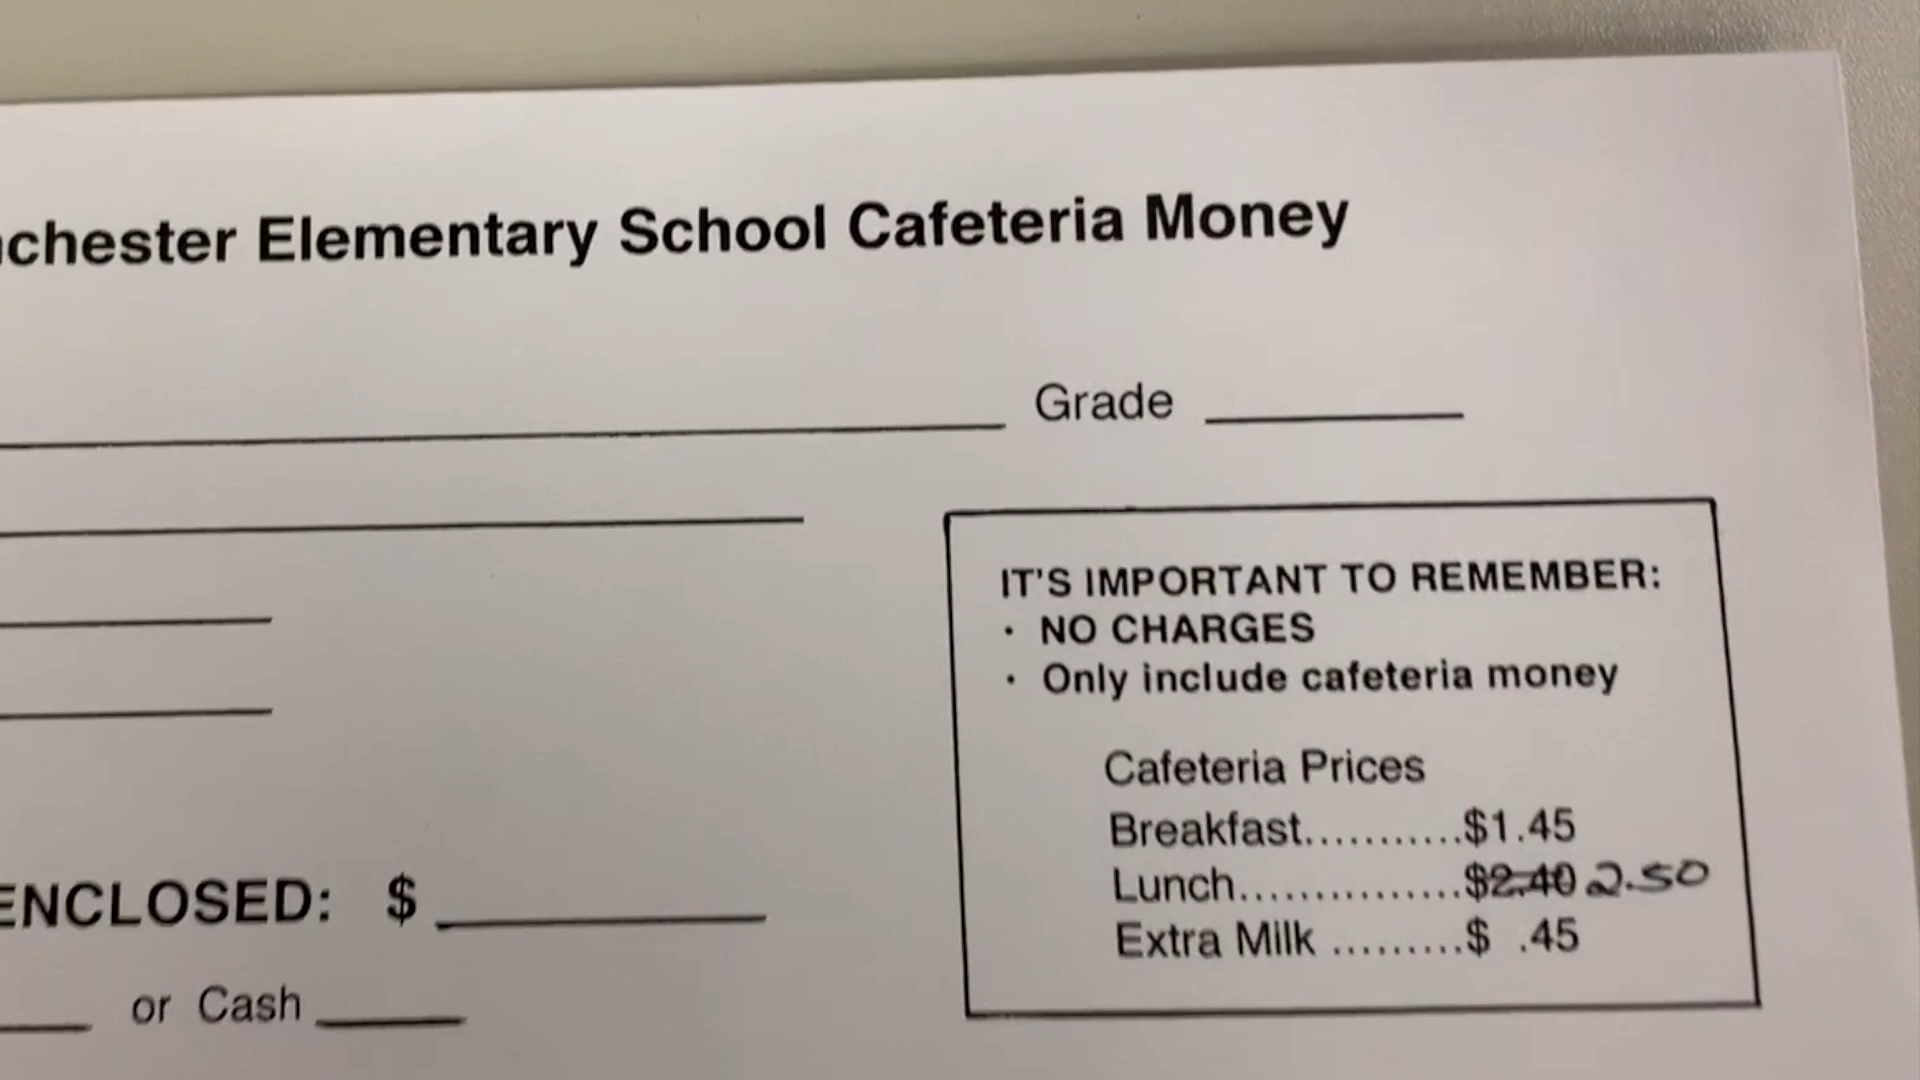 chester Elementary School Cafeteria Money
Grade
IT'S IMPORTANT TO REMEMBER:
· NO CHARGES
· Only include cafeteria money
Cafeteria Prices
Breakfast...........$1.45
Lunch...............$2.40 2.50
Extra Milk .........$ .45
ENCLOSED: $
or Cash